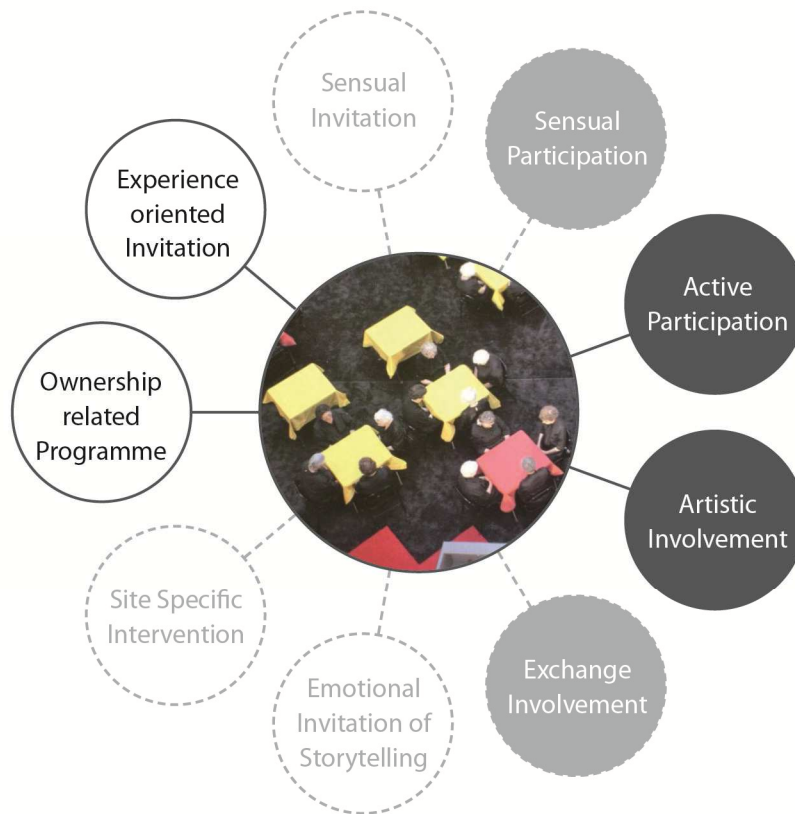 Sensual
Invitation
Sensual
Participation
Experience
oriented
Invitation
Active
Participation
Ownership
related
Programme
Artistic
Involvement
Site Specific
Intervention
Emotional
Invitation of
Storytelling
Exchange
Involvement